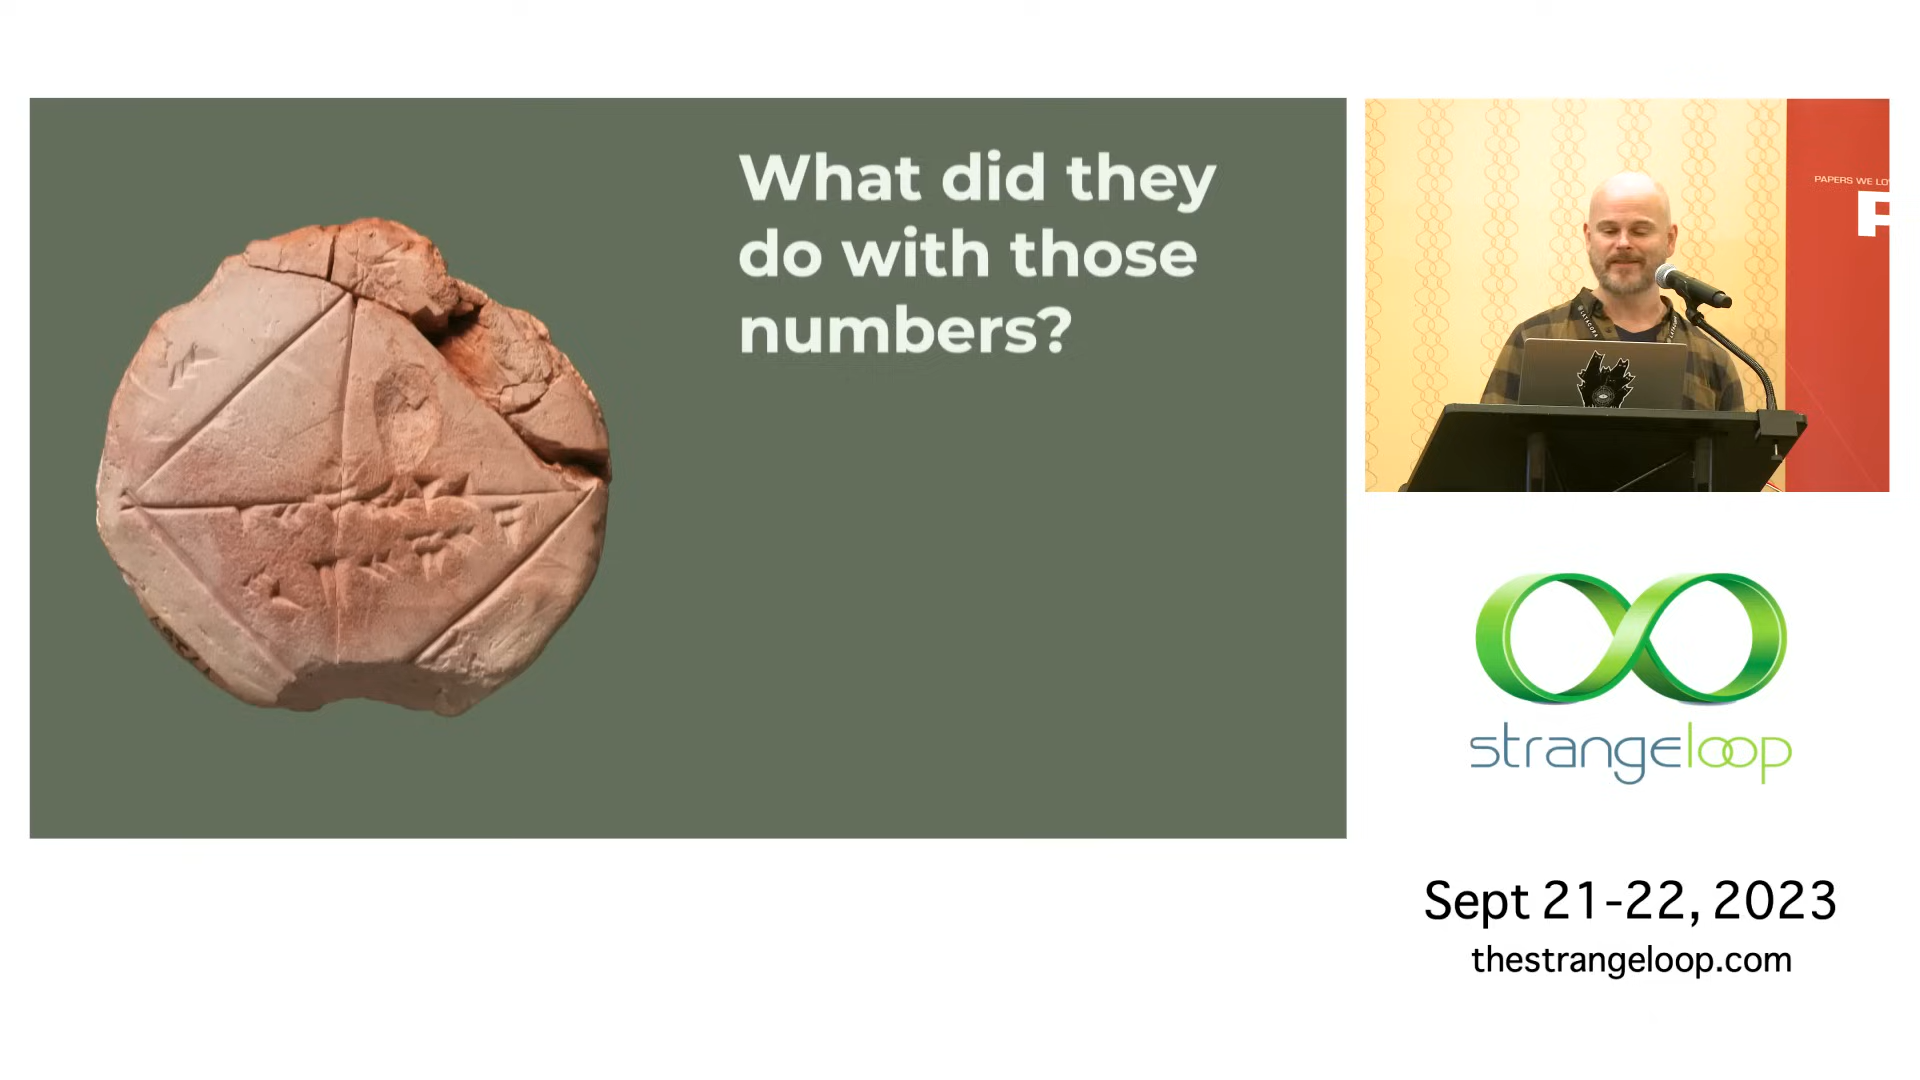 What did they
do with those
numbers?
PAPERS WE LO
strangeloop
Sept 21-22, 2023
thestrangeloop.com